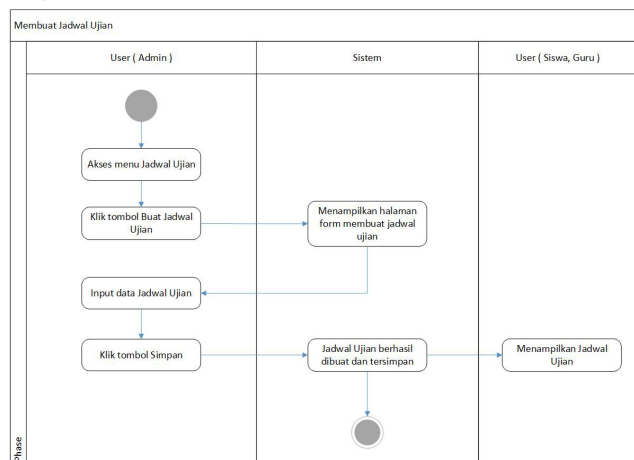 Membuat Jadwal Ujian
User ( Admin )
Sistem
User ( Siswa, Guru )
Akses menu Jadwal Ujian
Klik tombol Buat Jadwal
Ujian
Menampilkan halaman
form membuat jadwal
ujian
Input data Jadwal Ujian
Klik tombol Simpan
Jadwal Ujian berhasil
dibuat dan tersimpan
Menampilkan Jadwal
Ujian
Phase